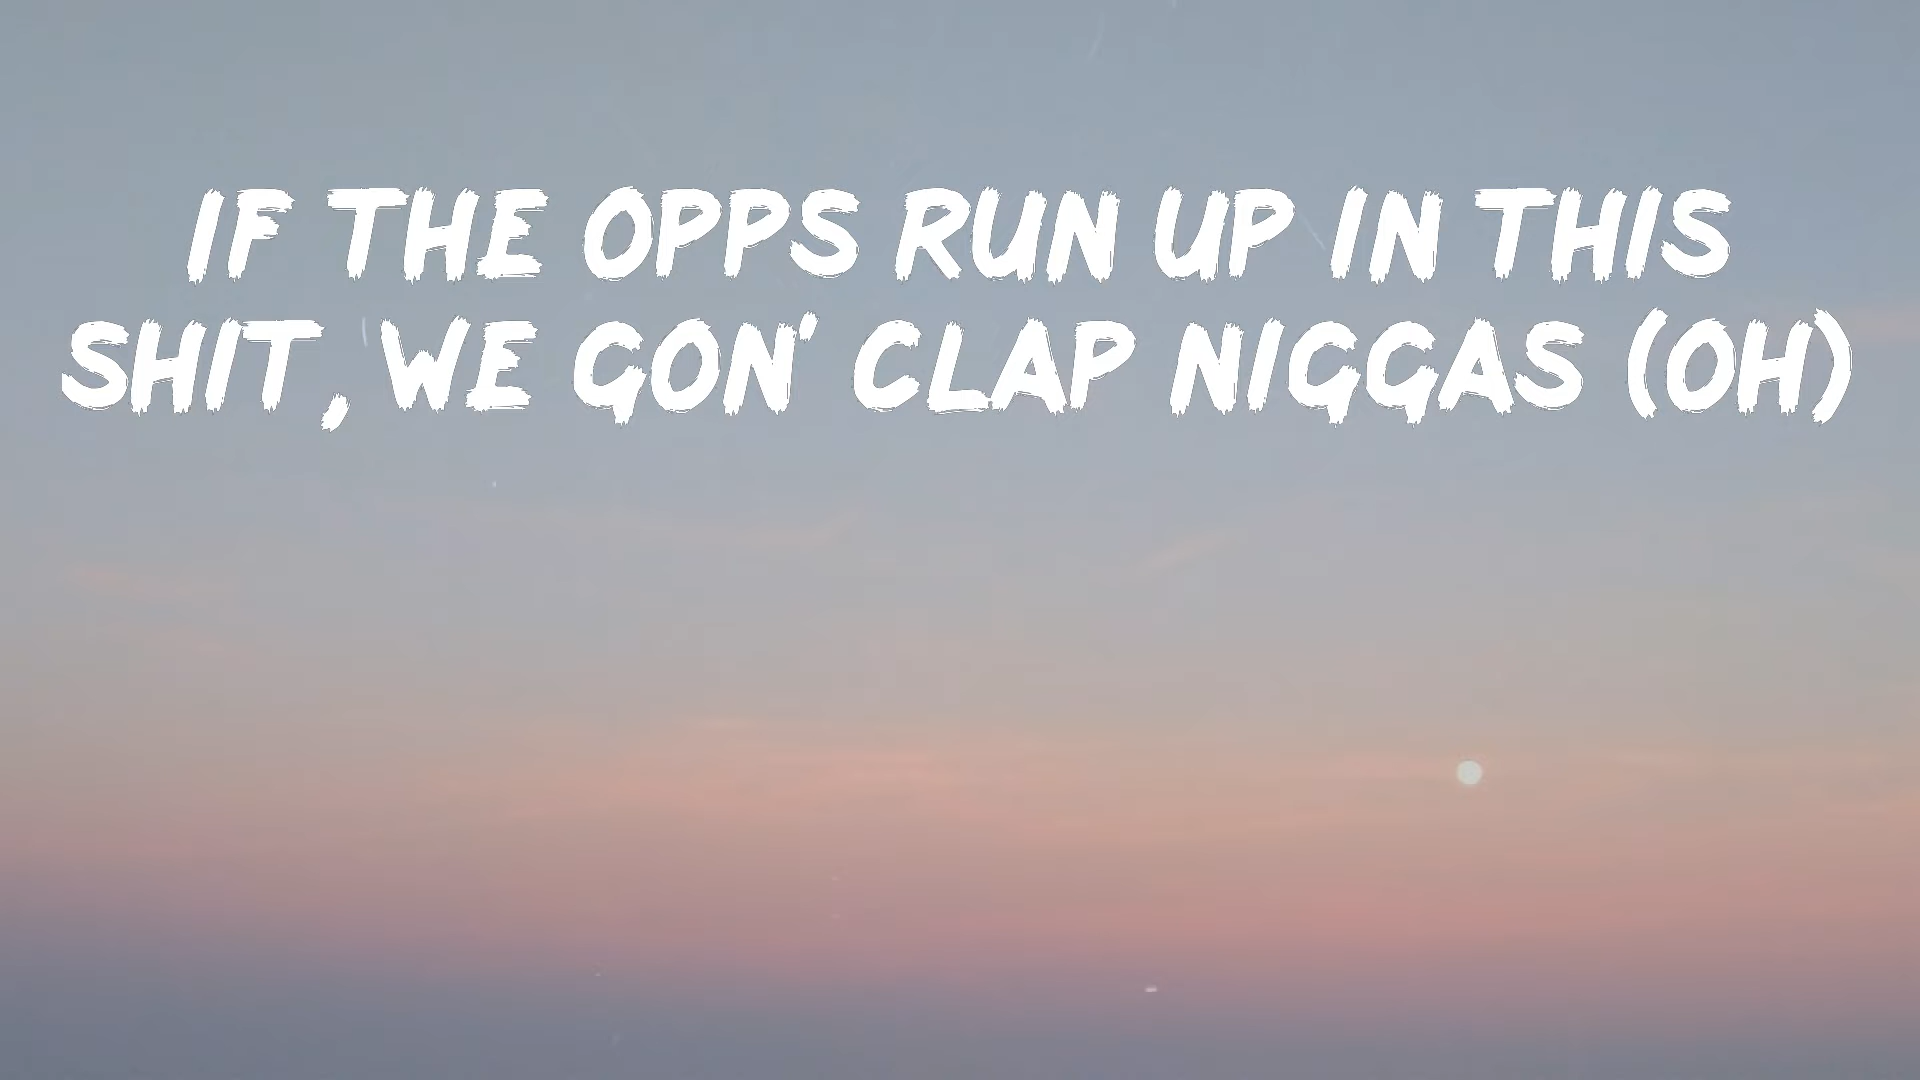 IF THE OPPS RUN UP IN THIS
SHIT, WE GON' CLAP NIGGAS (OH)